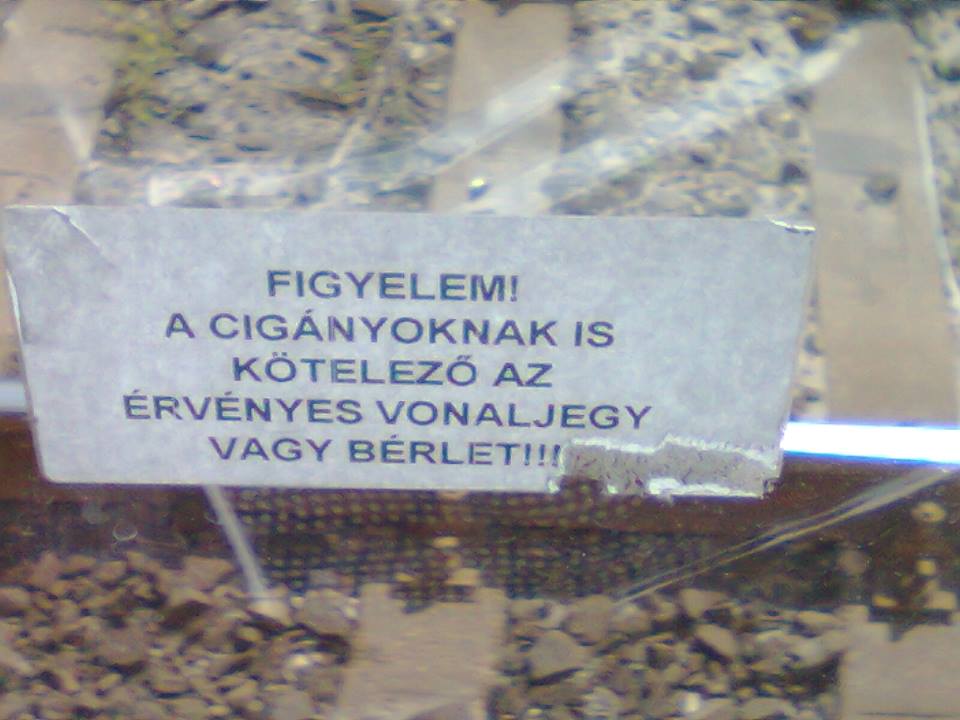 FIGYELEM!
A CIGÁNYOKNAK IS
KÖTELEZŐ AZ
ÉRVÉNYES VONALJEGY
VAGY BÉRLET!!!